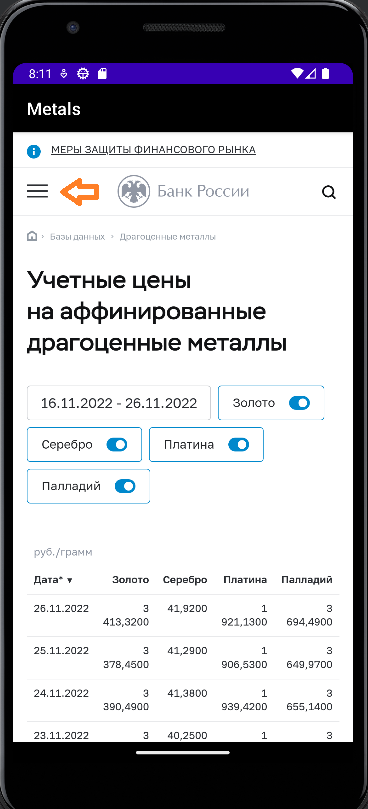 8:11
Metals
МЕРЫ ЗАЩИТЫ ФИНАНСОВОГО РЫНКА
Банк России
Базы данных
Драгоценные металлы
Учетные цены
на аффинированные
драгоценные металлы
16.11.2022 - 26.11.2022
Золото
Серебро
Платина
Палладий
руб./грамм
Дата* ▼ Золото Серебро Платина Палладий
26.11.2022 3 41,9200 1 3
413,3200 921,1300 694,4900
25.11.2022 3 41,2900 1 3
378,4500 906,5300 649,9700
24.11.2022 3 41,3800 1 3
390,4900 939,4200 655,1400
23.11.2022 3 40,2500 1 3